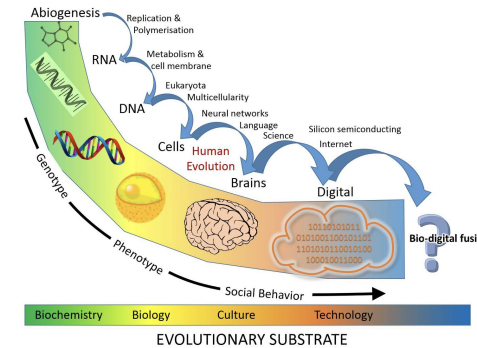 Abiogenesis
Replication &
Polymerisation
RNA
Metabolism &
cell membrane
Eukaryota
DNA
Multicellularity
Neural networks
Language
Science
Cells
Human
Evolution
Silicon semiconducting
Internet
Brains
Digital
10110101011
0101001100101101
1101010110010100
100010011000
?
Bio-digital fusi
Genotype
Phenotype
Social Behavior
Biochemistry Biology Culture Technology
EVOLUTIONARY SUBSTRATE